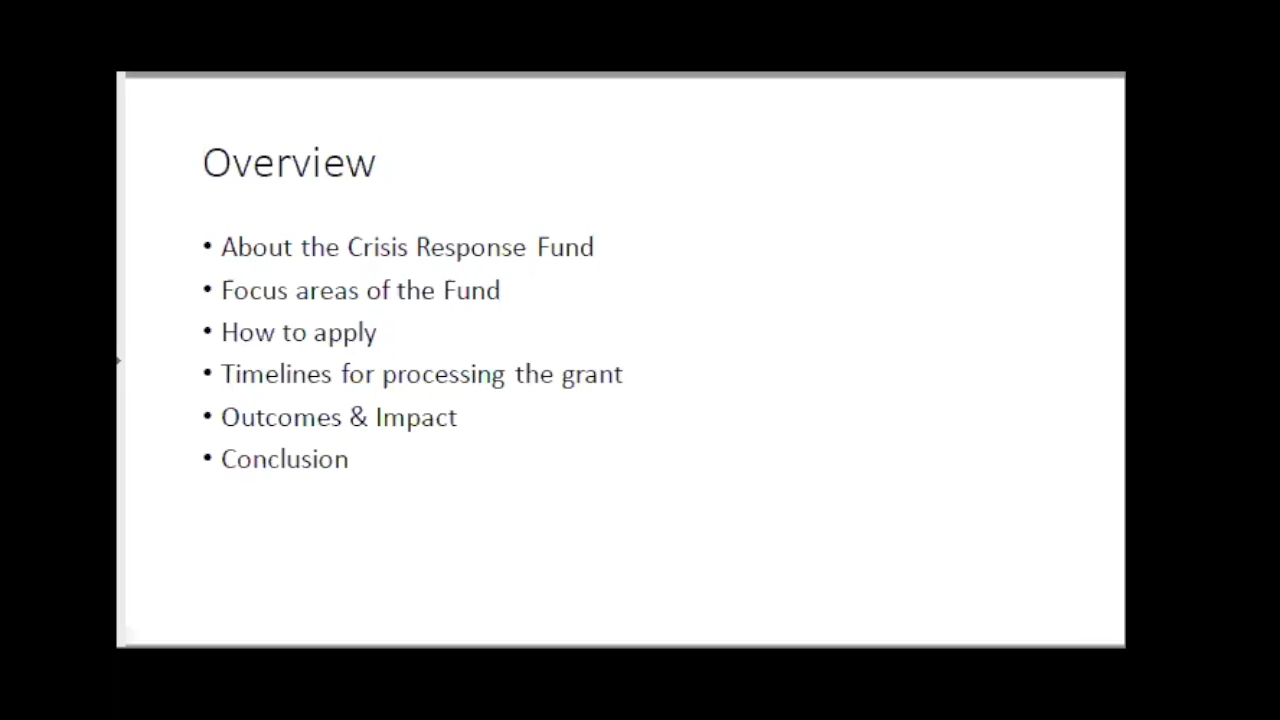 Overview
• About the Crisis Response Fund
• Focus areas of the Fund
• How to apply
• Timelines for processing the grant
• Outcomes & Impact
• Conclusion